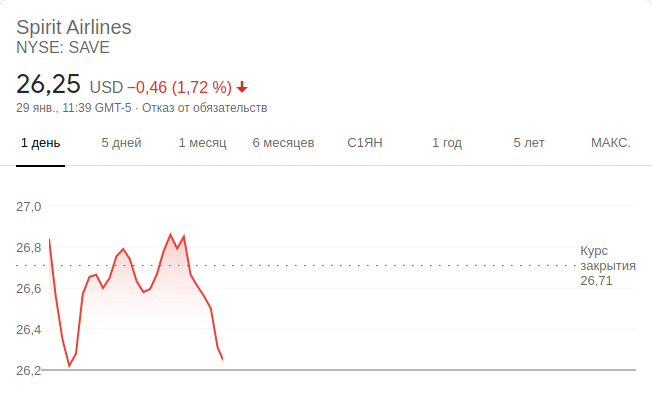 Spirit Airlines
NYSE: SAVE
26,25 USD −0,46 (1,72 %)
29 янв., 11:39 GMT-5 · Отказ от обязательств
1 день 5 дней 1 месяц 6 месяцев С1ЯН 1 год 5 лет МАКС.
27,0
26,8
26,6
26,4
26,2
Курс
закрытия
26,71